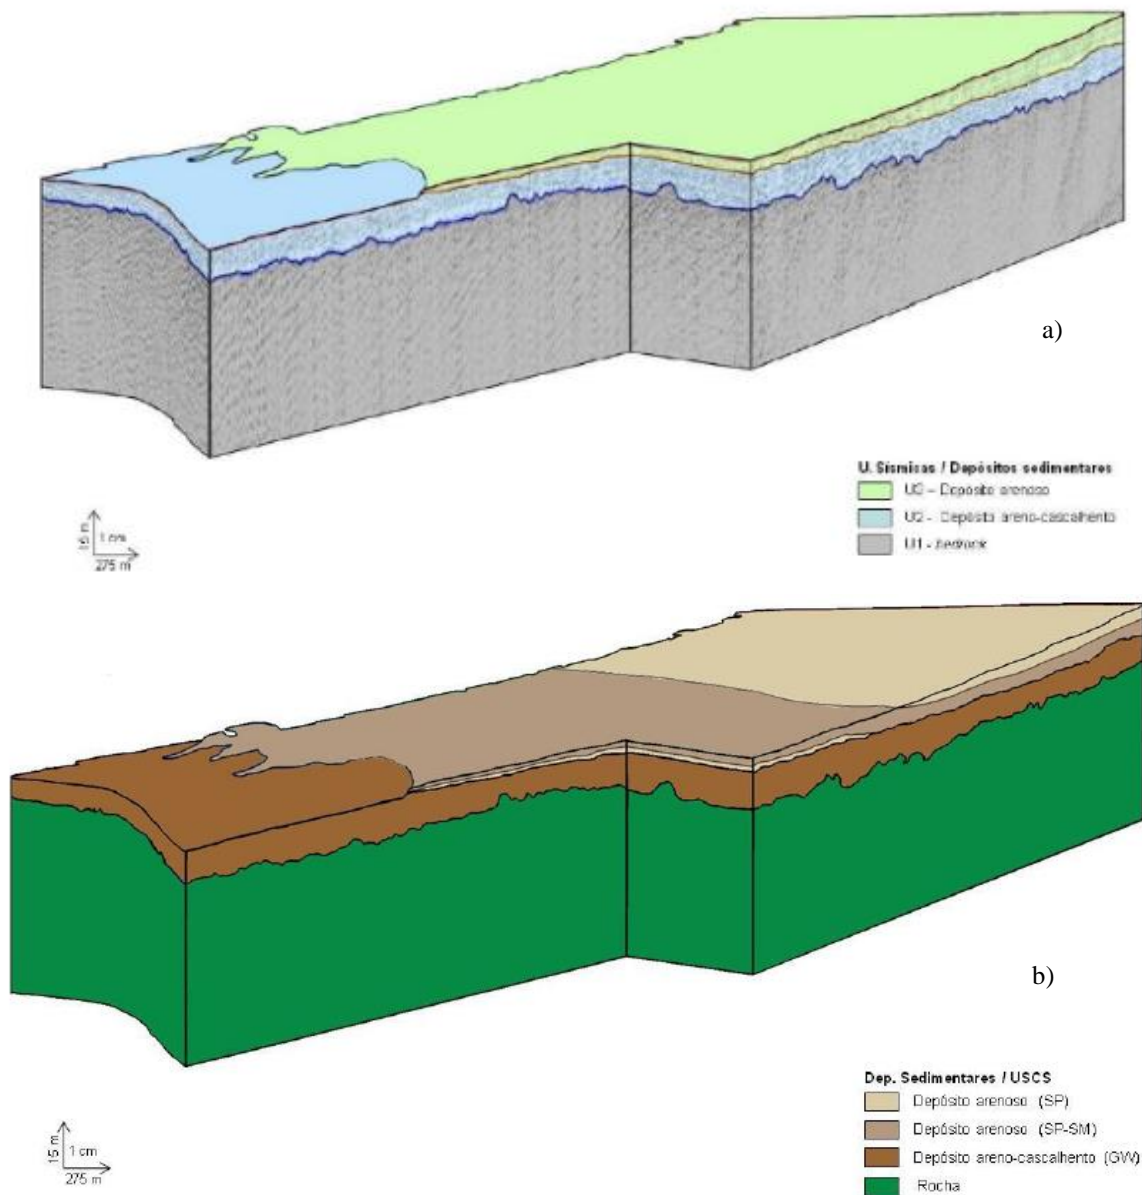 a)
U. Sísmisas / Depósitos sedimentares
U3 – Depósito arenoso
U2 - Depósito areno-cascalhento
U1 - bedrock
15 m
1 cm
275 m
b)
Dep. Sedimentares / USCS
Depósito arenoso (SP)
Depósito arenoso (SP-SM)
Depósito areno-cascalhento (GW)
Rocha
15 m
1 cm
275 m